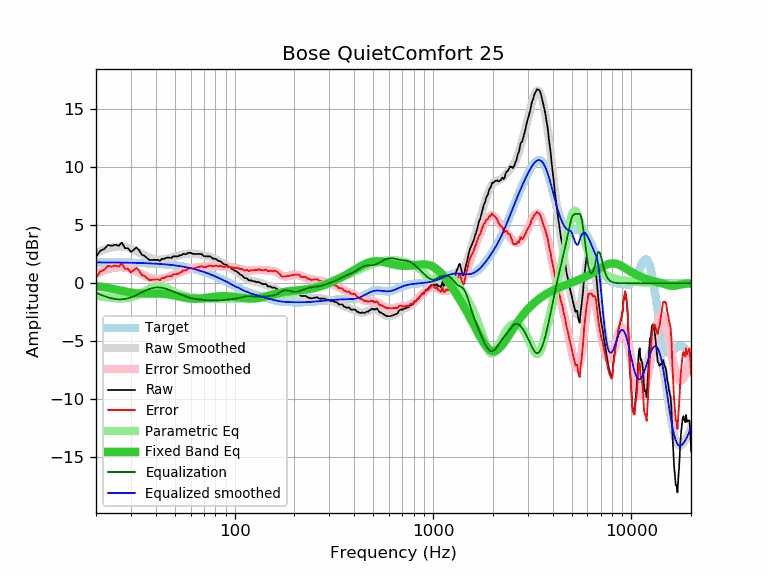 Bose QuietComfort 25
Amplitude (dBr)
15
10
5
0
−5
−10
−15
Target
Raw Smoothed
Error Smoothed
Raw
Error
Parametric Eq
Fixed Band Eq
Equalization
Equalized smoothed
100
1000
10000
Frequency (Hz)